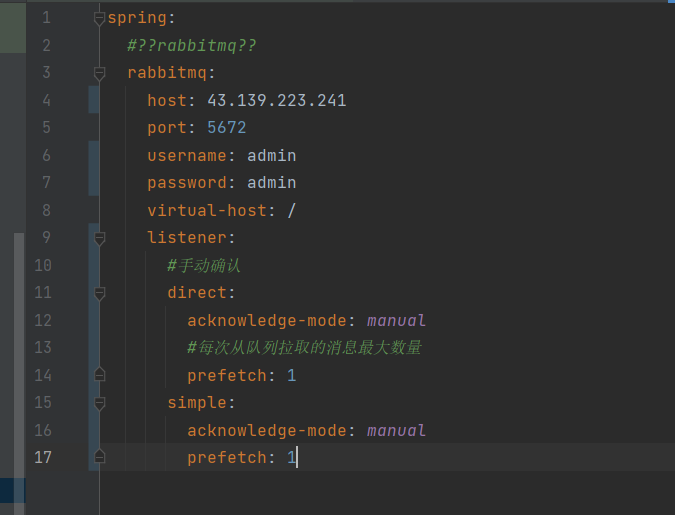 1 spring:
2 #??rabbitmq??
3 rabbitmq:
4 host: 43.139.223.241
5 port: 5672
6 username: admin
7 password: admin
8 virtual-host: /
9 listener:
10 #手动确认
11 direct:
12 acknowledge-mode: manual
13 #每次从队列拉取的消息最大数量
14 prefetch: 1
15 simple:
16 acknowledge-mode: manual
17 prefetch: 1